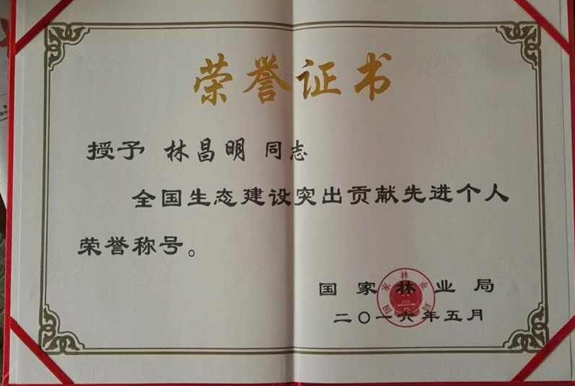 荣誉证书
授予 林昌明 同志
全国生态建设突出贡献先进个人
荣誉称号。
国家林业局
二〇一六年五月